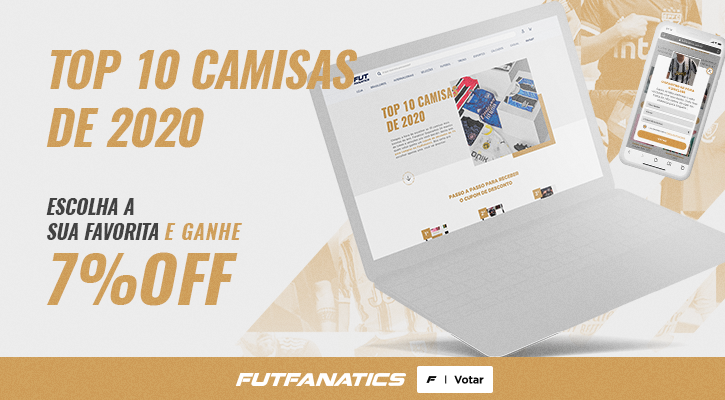 TOP 10 CAMISAS
DE 2020
ESCOLHA A
SUA FAVORITA E GANHE
7%OFF
FUT
TOP 10 CAMISAS
DE 2020
PASSO A PASSO PARA RECEBER
O CUPOM DE DESCONTO
FUTFANATICS
F | Votar